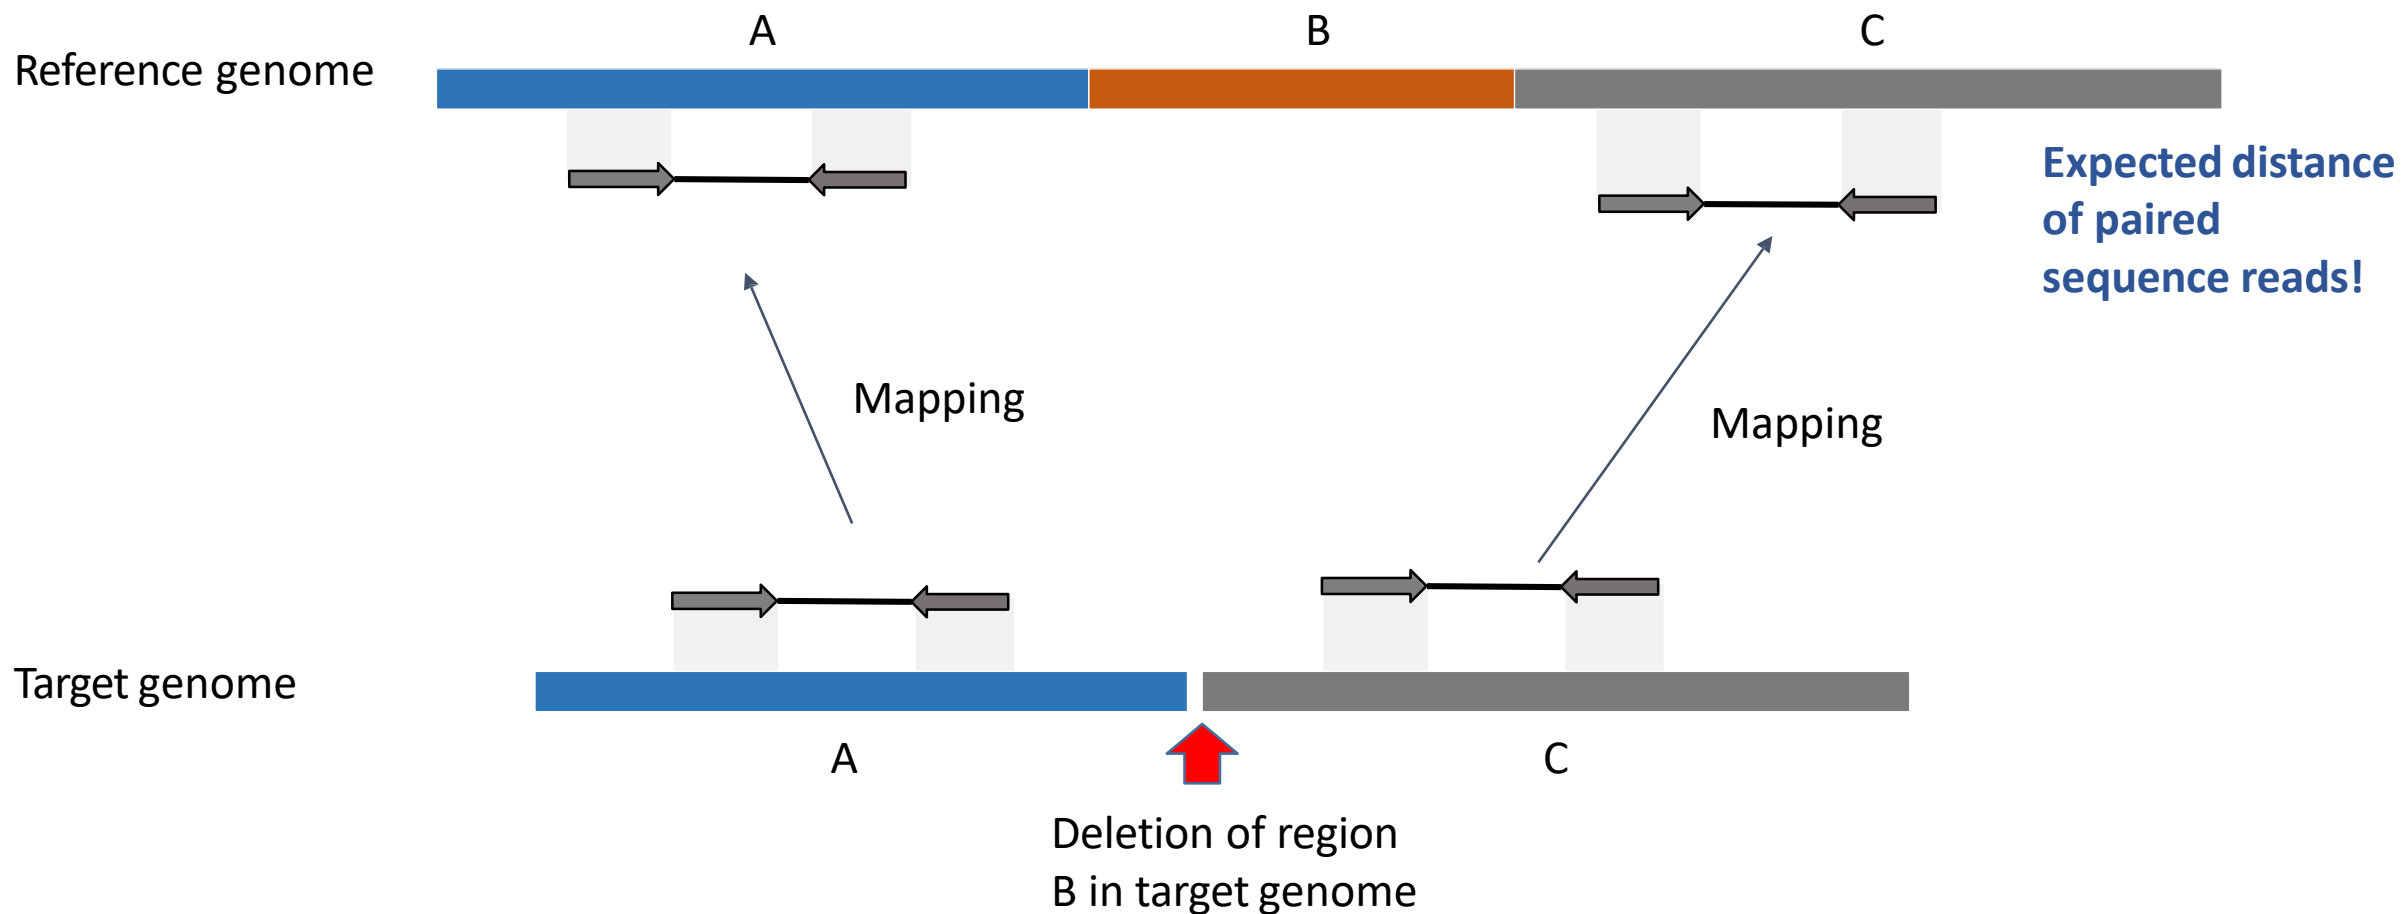 A
B
C
Reference genome
Expected distance
of paired
sequence reads!
Mapping
Mapping
Target genome
A
C
Deletion of region
B in target genome